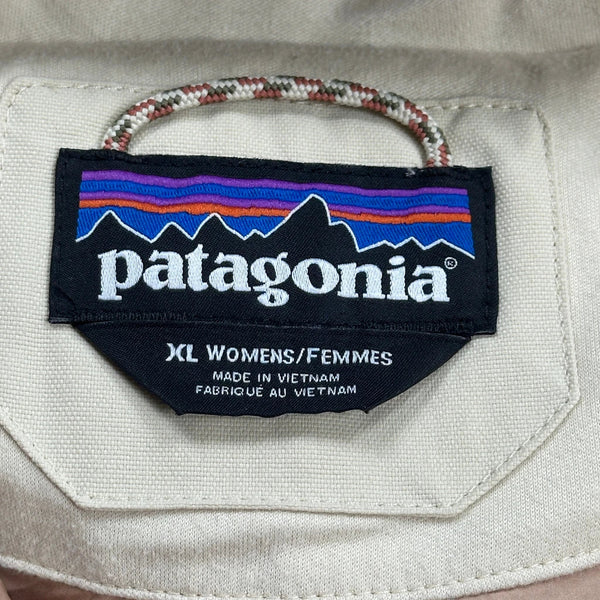 patagonia®
XL WOMENS/FEMMES
MADE IN VIETNAM
FABRIQUÉ AU VIETNAM